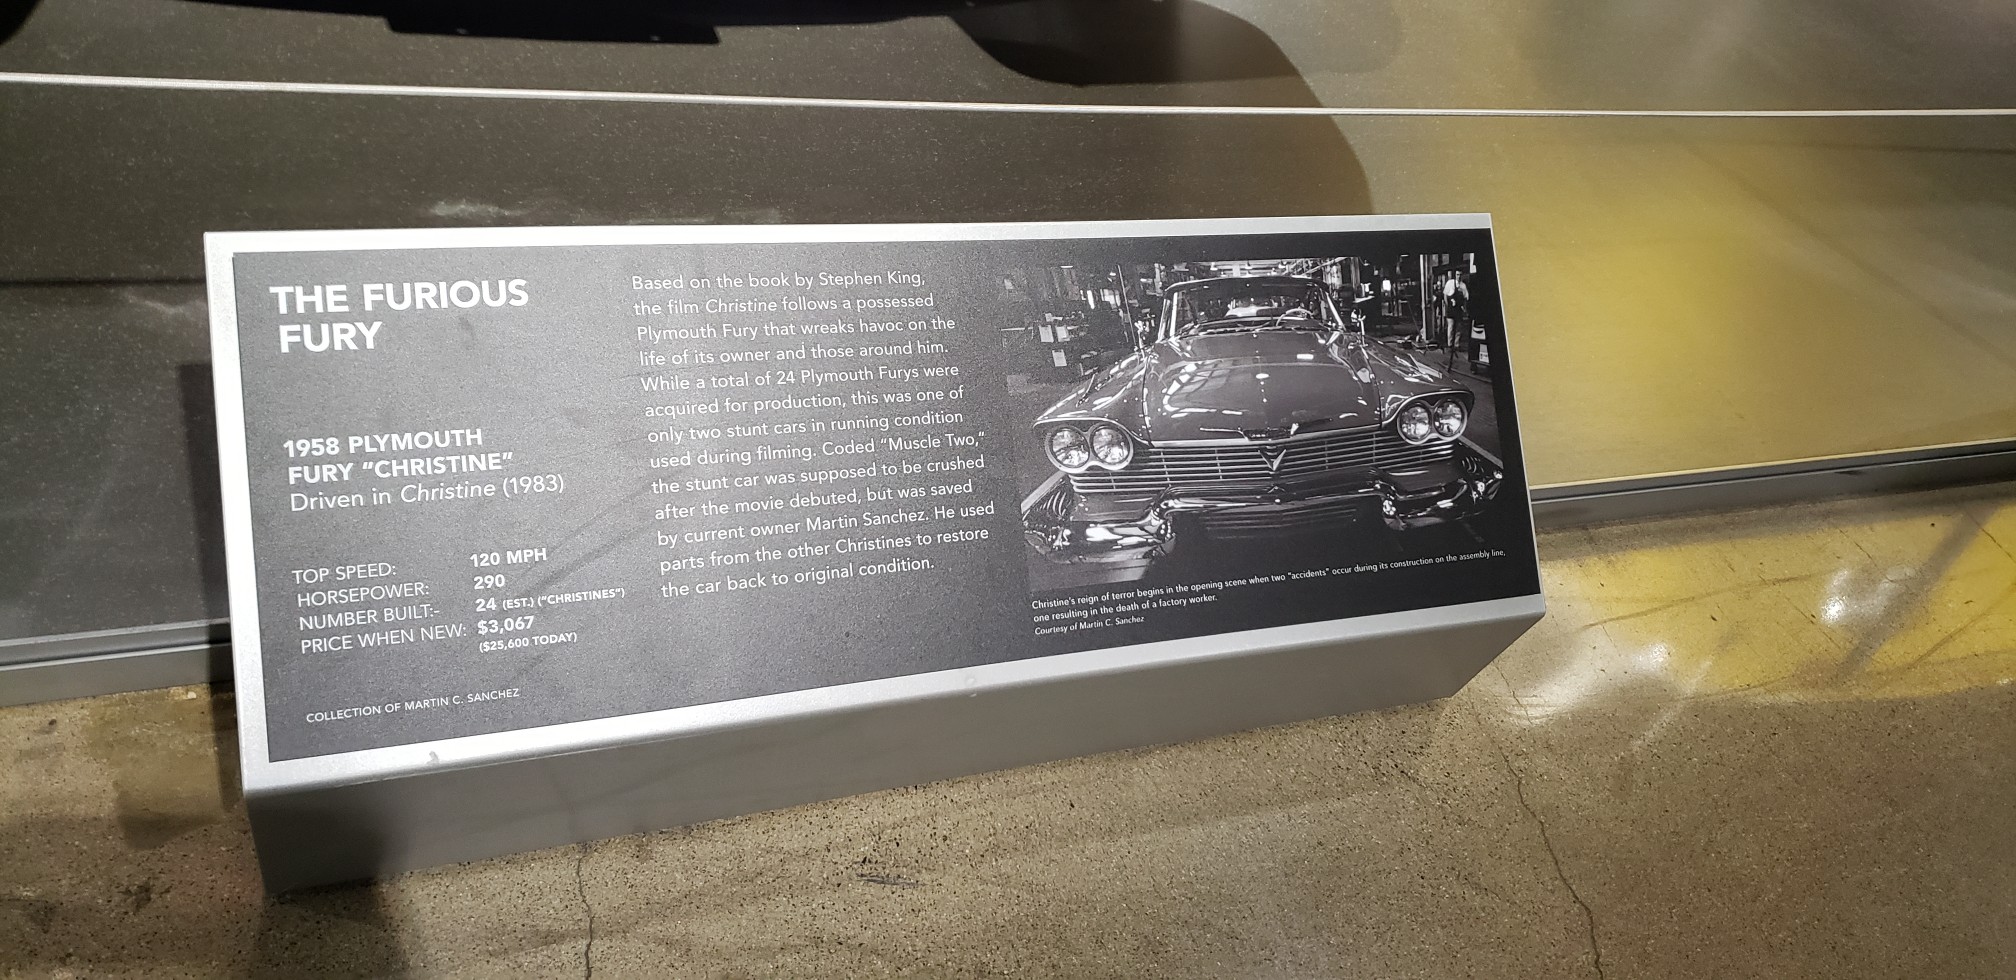 THE FURIOUS
FURY
1958 PLYMOUTH
FURY "CHRISTINE"
Driven in Christine (1983)
TOP SPEED: 120 MPH
HORSEPOWER: 290
NUMBER BUILT:- 24 (EST.) ("CHRISTINES")
PRICE WHEN NEW: $3,067
($25,600 TODAY)
COLLECTION OF MARTIN C. SANCHEZ
Based on the book by Stephen King,
the film Christine follows a possessed
Plymouth Fury that wreaks havoc on the
life of its owner and those around him.
While a total of 24 Plymouth Furys were
acquired for production, this was one of
only two stunt cars in running condition
used during filming. Coded "Muscle Two,"
the stunt car was supposed to be crushed
after the movie debuted, but was saved
by current owner Martin Sanchez. He used
parts from the other Christines to restore
the car back to original condition.
Christine's reign of terror begins in the opening scene when two "accidents" occur during its construction on the assembly line,
one resulting in the death of a factory worker.
Courtesy of Martin C. Sanchez